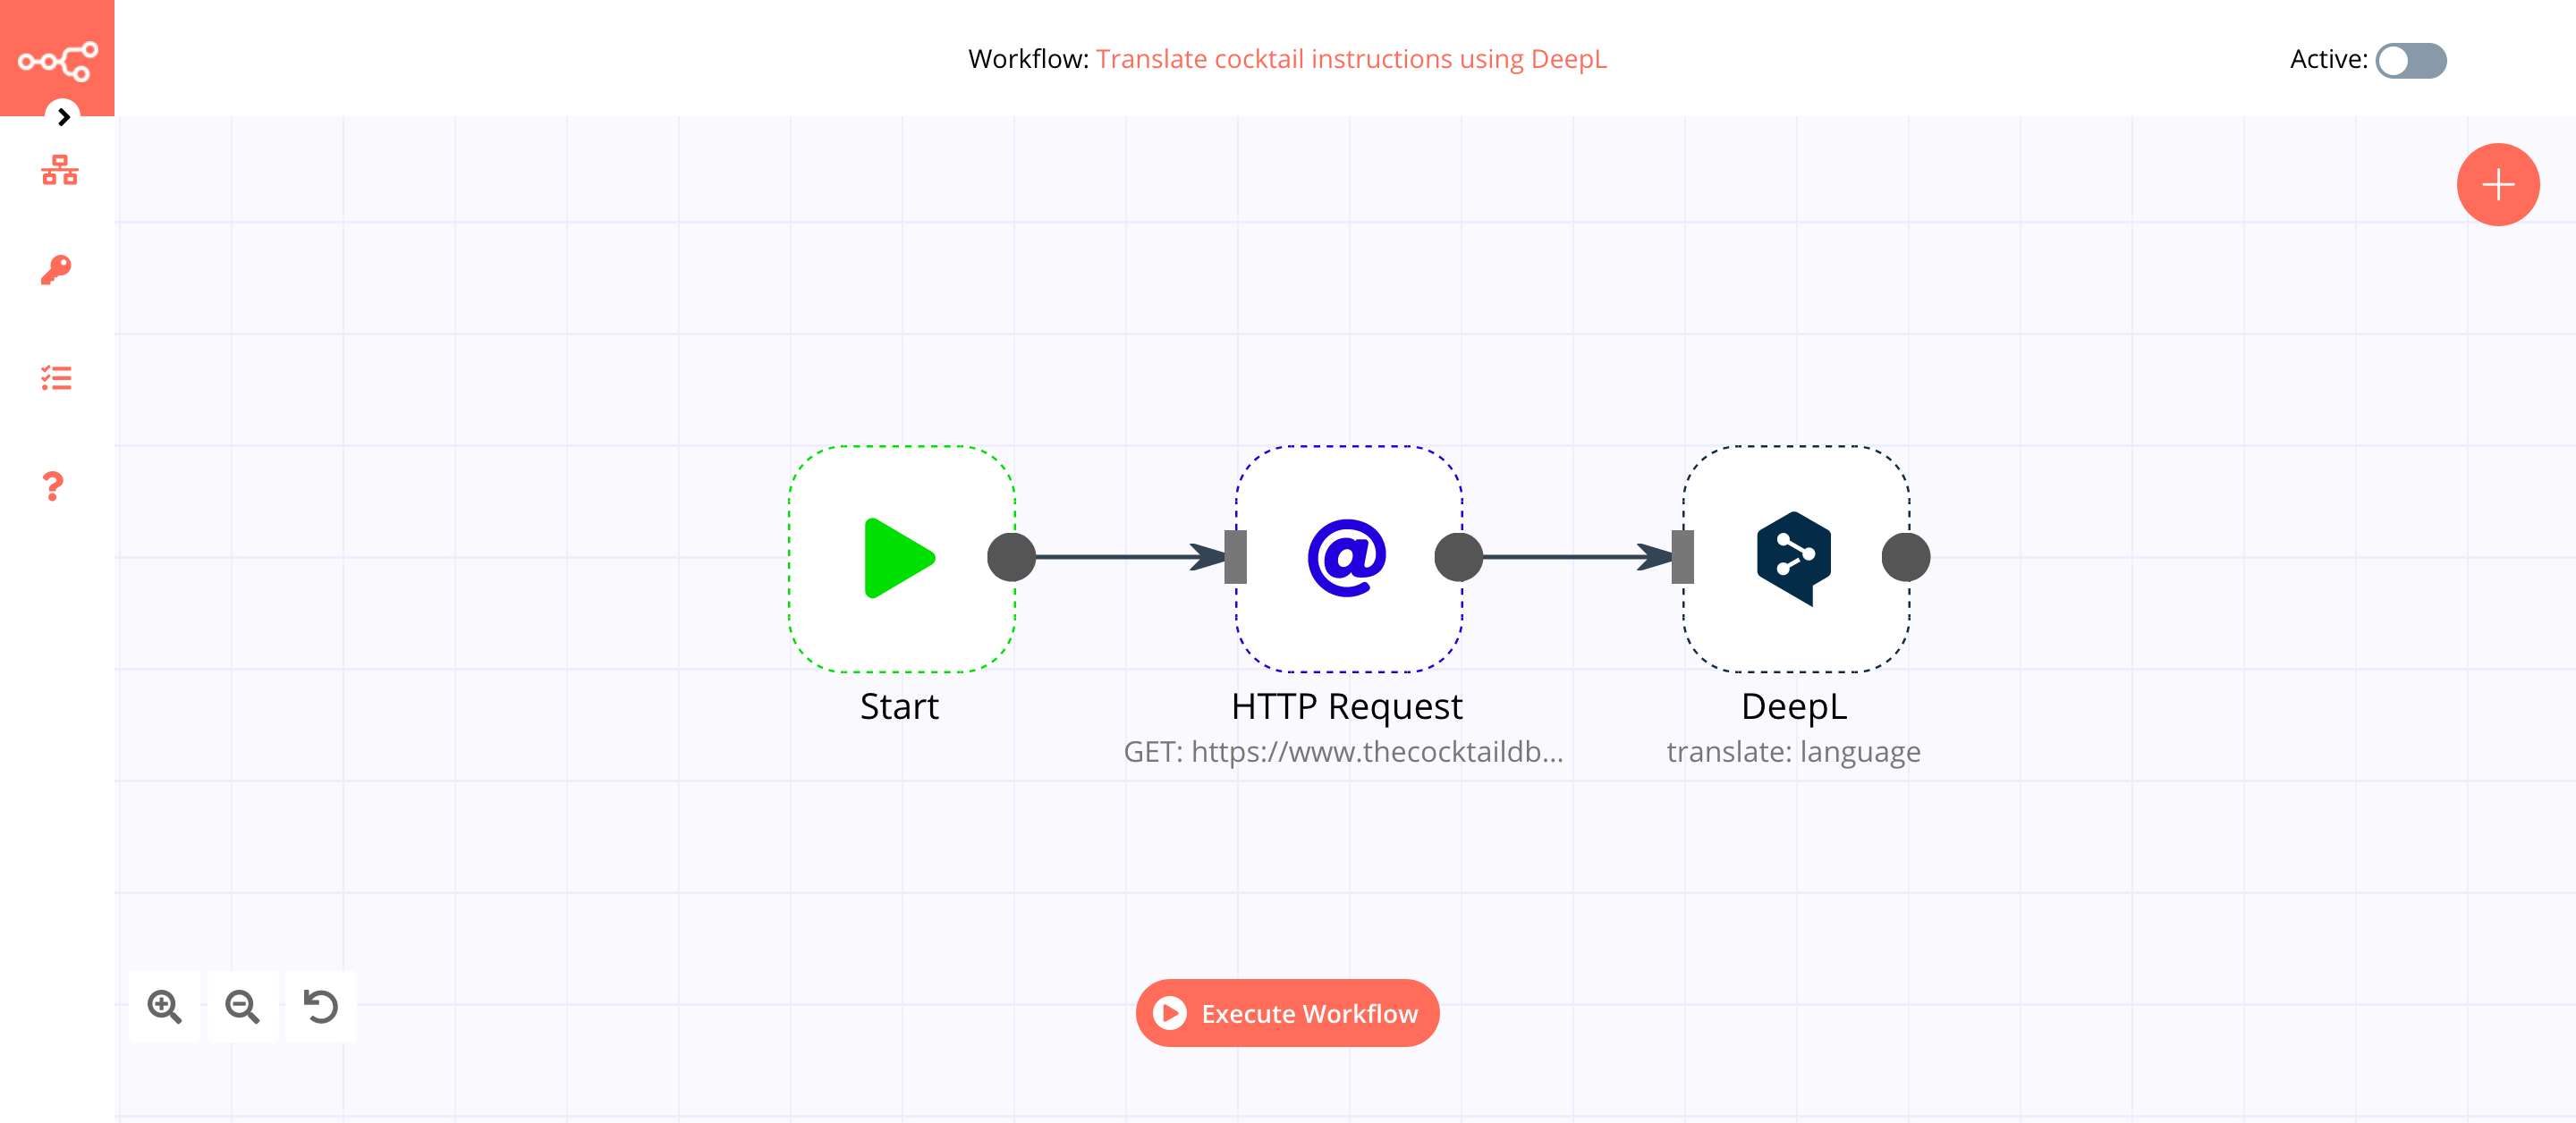 Workflow: Translate cocktail instructions using DeepL
Active:
Start
HTTP Request
DeepL
GET: https://www.thecocktaildb...
translate: language
Execute Workflow